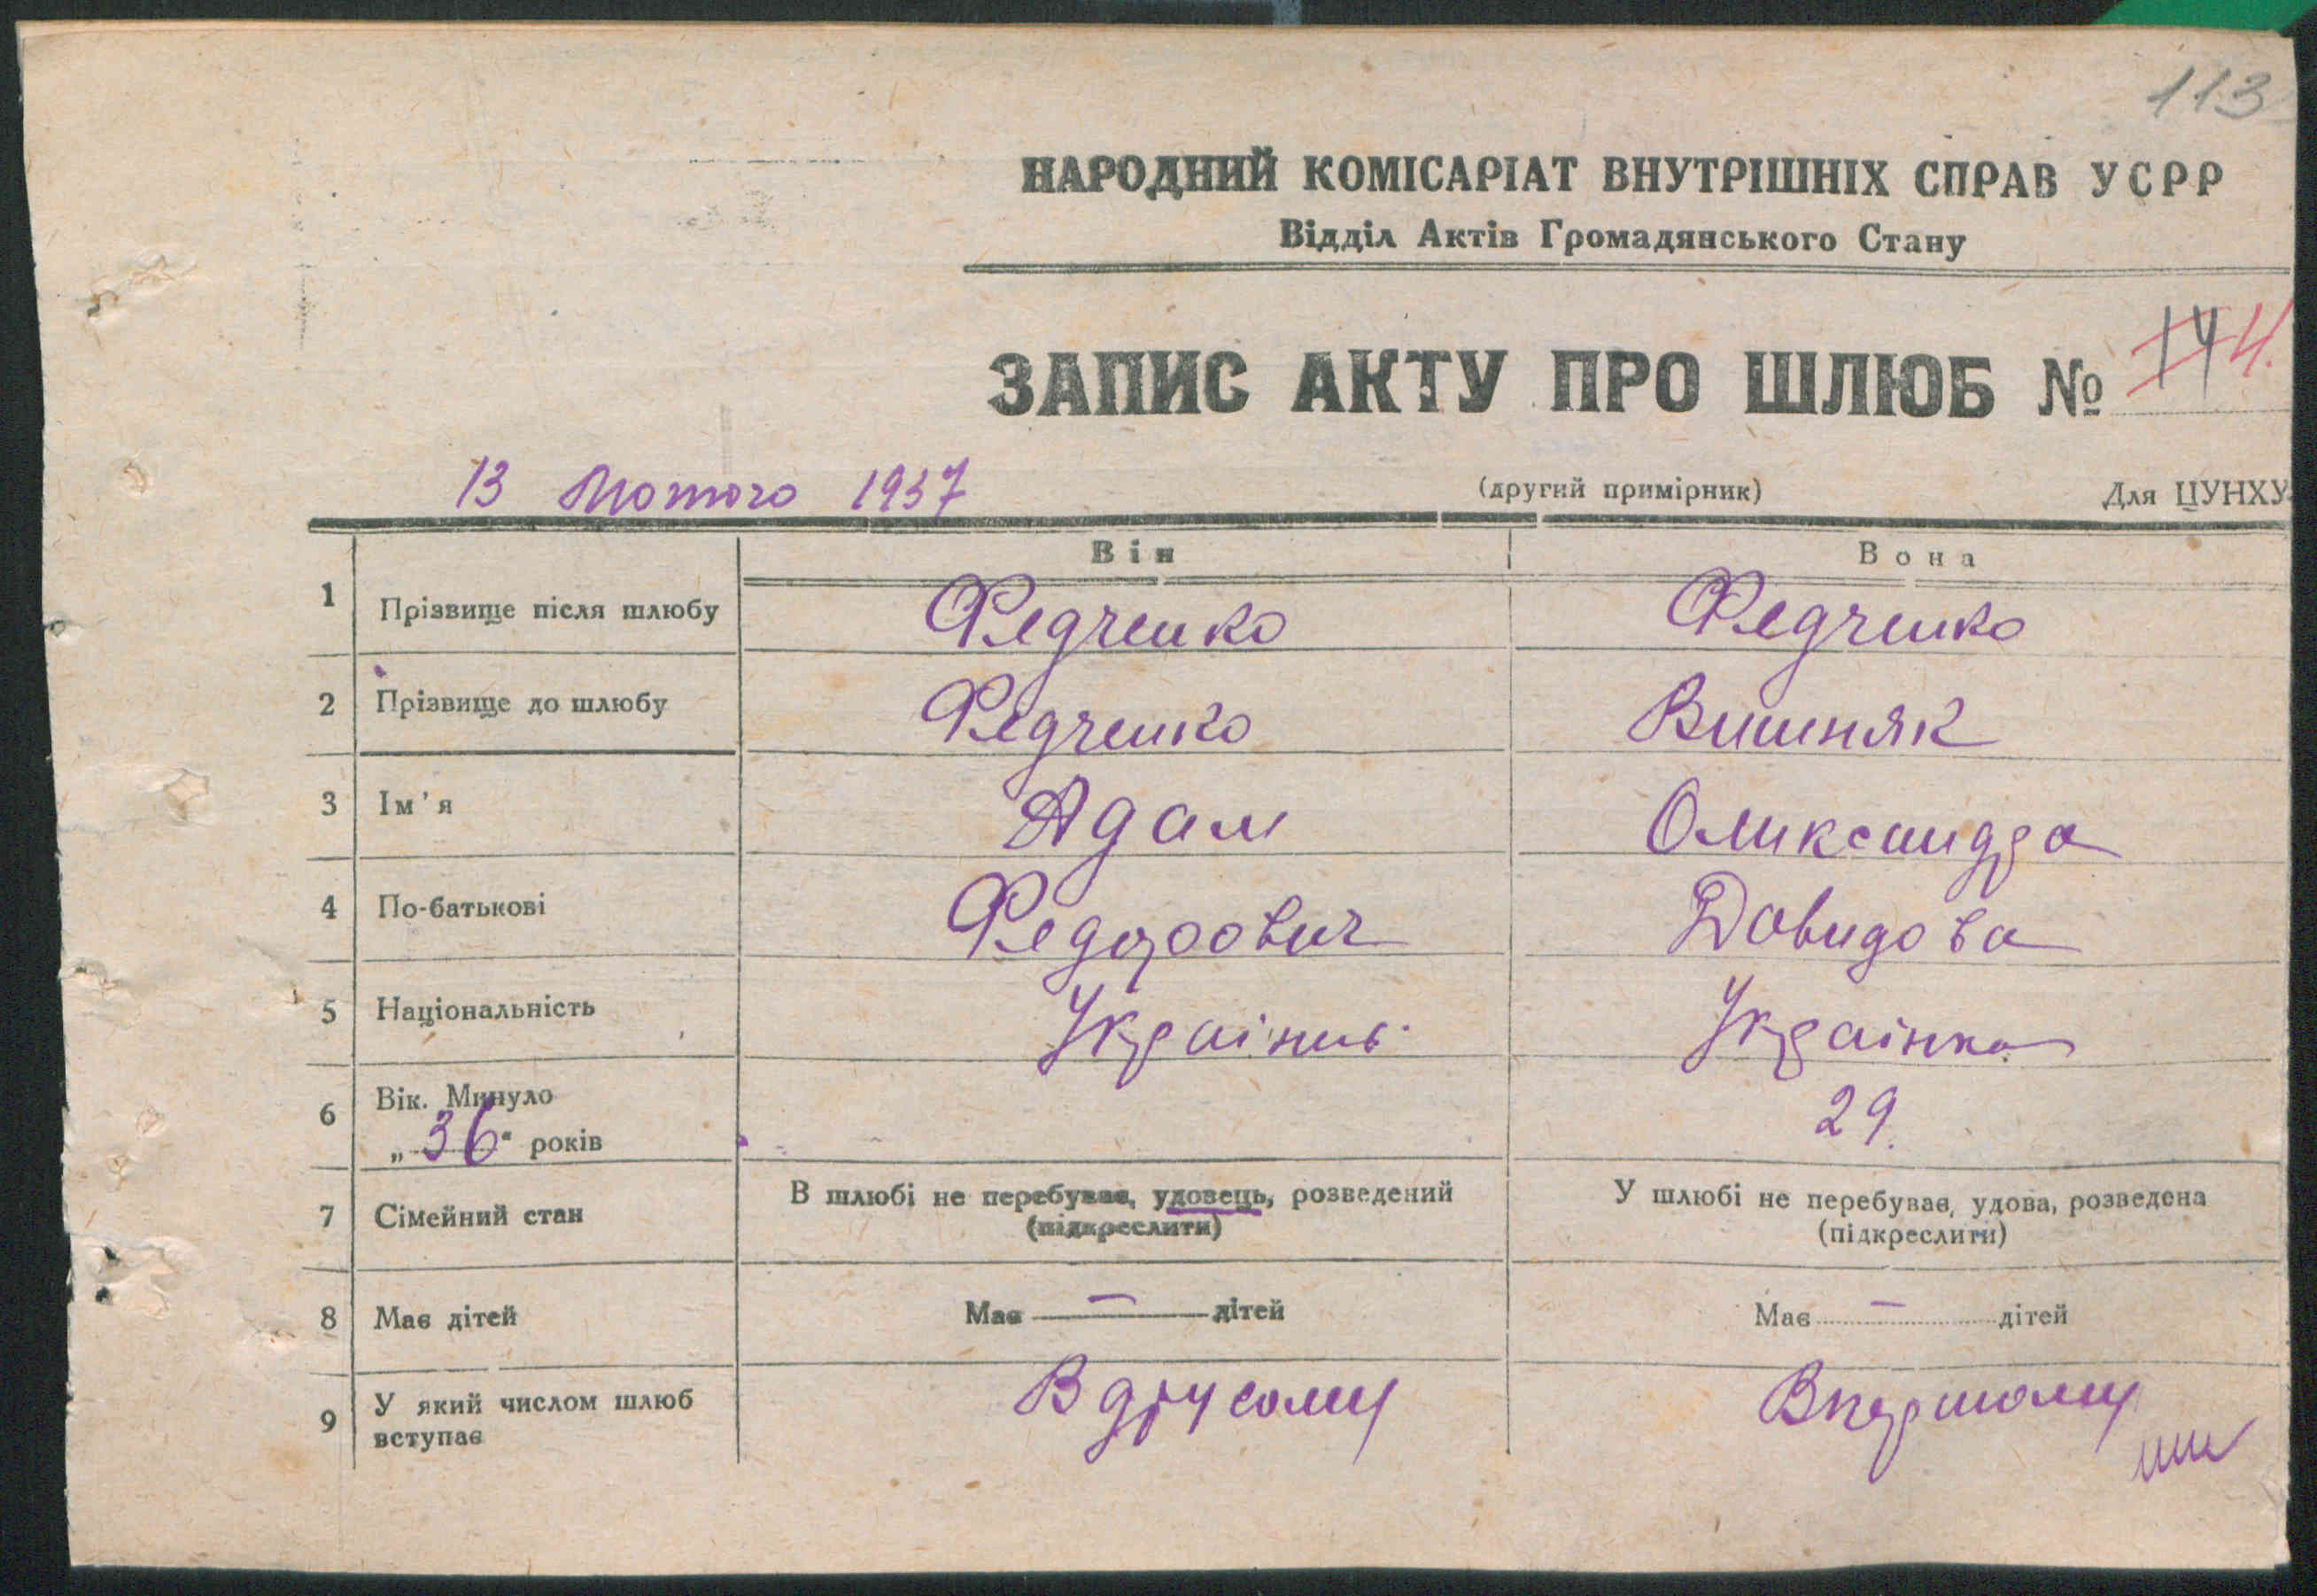 113
НАРОДНИЙ КОМІСАРІАТ ВНУТРІШНІХ СПРАВ УСРР
Відділ Актів Громадянського Стану
ЗАПИС АКТУ ПРО ШЛЮБ № 14 4.
13 Лютого 1937 (другий примірник) Для ЦУНХУ
Він Вона
1 Прізвище після шлюбу Федченко Федченко
2 Прізвище до шлюбу Федченко Вишняк
3 Ім'я Адам Олександра
4 По-батькові Федорович Давидова
5 Національність Українець Українка
6 Вік. Минуло 29
„36" років
7 Сімейний стан В шлюбі не перебуває, удовець, розведений У шлюбі не перебуває, удова, розведена
(підкреслити) (підкреслити)
8 Має дітей Має — дітей Має — дітей
9 У який числом шлюб вступає В другому Впершому